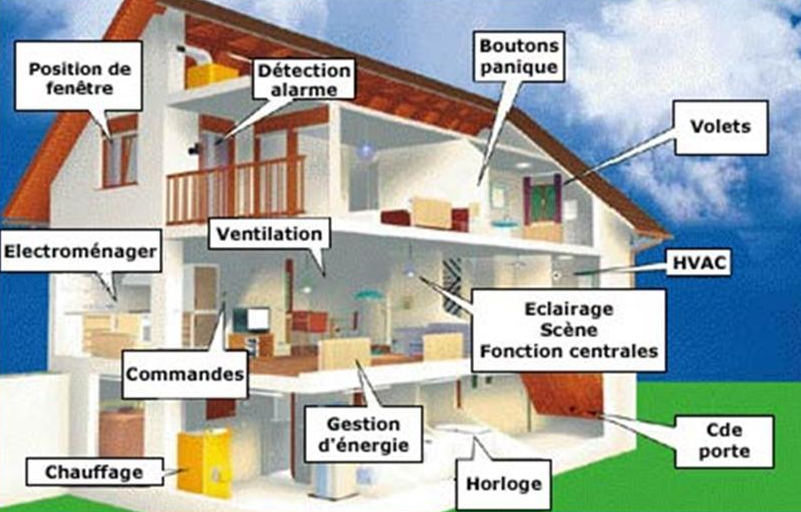 Position de
fenêtre
Détection
alarme
Boutons
panique
Volets
Electroménager
Ventilation
HVAC
Eclairage
Scène
Fonction centrales
Commandes
Gestion
d'énergie
Cde
porte
Chauffage
Horloge